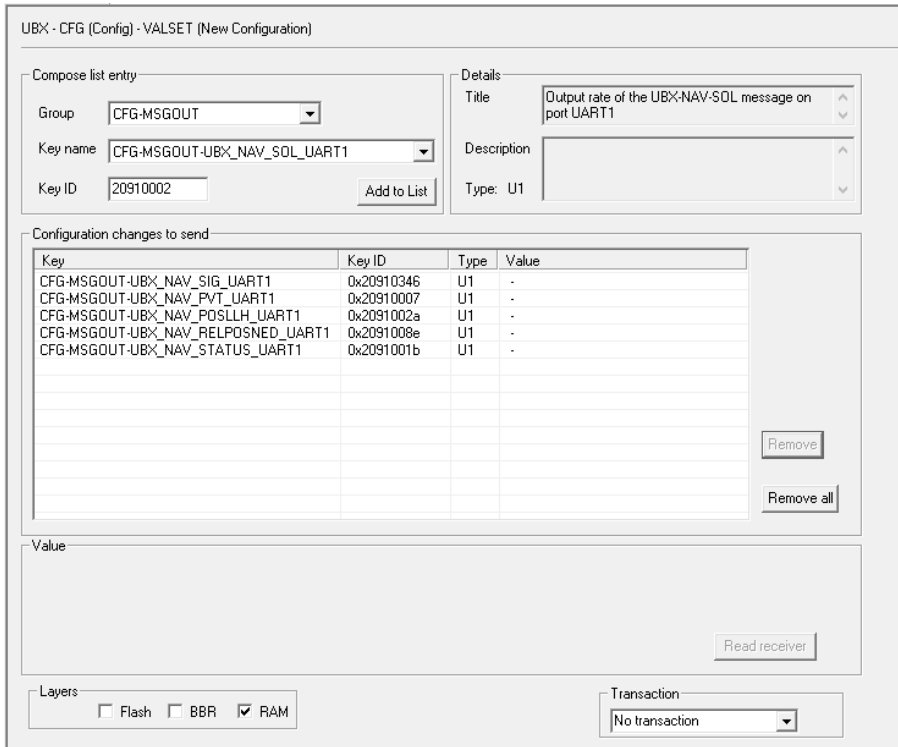 UBX - CFG (Config) - VALSET (New Configuration)
Compose list entry
Group CFG-MSGOUT
Key name CFG-MSGOUT-UBX_NAV_SOL_UART1
Key ID 20910002 Add to List
Details
Title Output rate of the UBX-NAV-SOL message on
port UART1
Description
Type: U1
Configuration changes to send
Key Key ID Type Value
CFG-MSGOUT-UBX_NAV_SIG_UART1 0x20910346 U1 -
CFG-MSGOUT-UBX_NAV_PVT_UART1 0x20910007 U1 -
CFG-MSGOUT-UBX_NAV_POSLLH_UART1 0x2091002a U1 -
CFG-MSGOUT-UBX_NAV_RELPOSNED_UART1 0x2091008e U1 -
CFG-MSGOUT-UBX_NAV_STATUS_UART1 0x2091001b U1 -
Remove
Remove all
Value
Read receiver
Layers
Flash BBR RAM
Transaction
No transaction